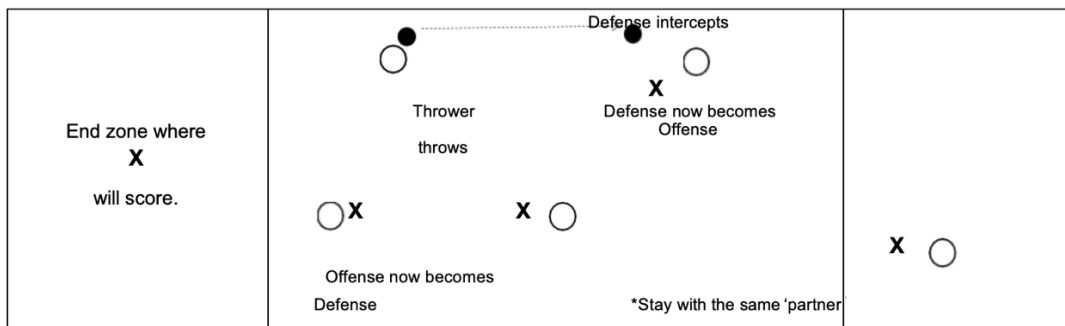 End zone where
X
will score.
Defense intercepts
Thrower
throws
X
Defense now becomes
Offense
X
X
Offense now becomes
Defense
*Stay with the same ‘partner’
X